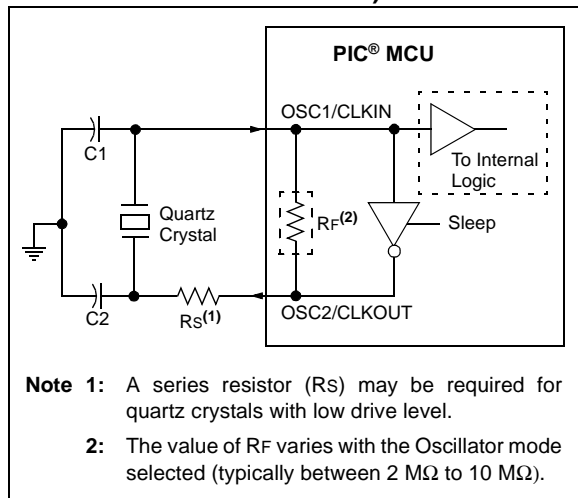 PIC® MCU
OSC1/CLKIN
C1
To Internal
Logic
Quartz
Crystal
RF(2)
Sleep
C2
RS(1)
OSC2/CLKOUT
Note 1: A series resistor (RS) may be required for
quartz crystals with low drive level.
2: The value of RF varies with the Oscillator mode
selected (typically between 2 MΩ to 10 MΩ).